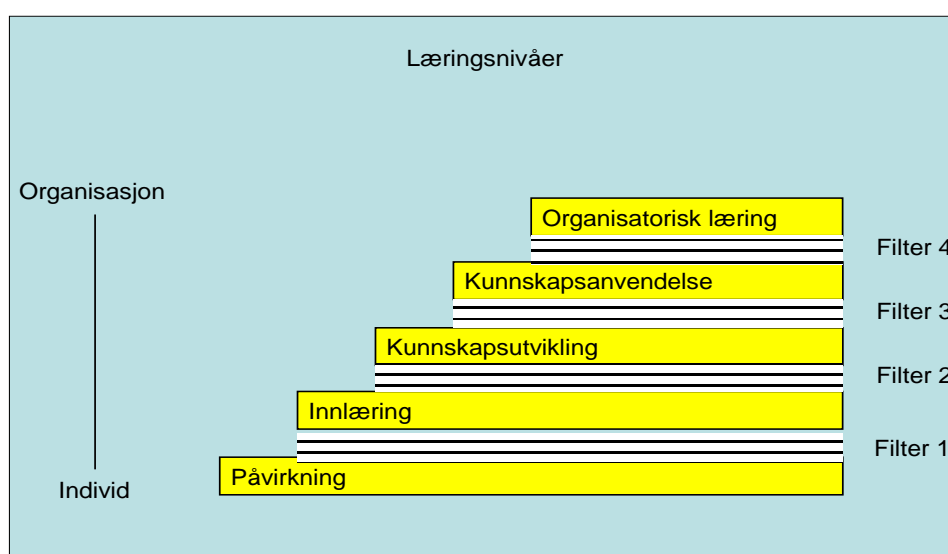 Læringsnivåer
Organisasjon
Organisatorisk læring
Filter 4
Kunnskapsanvendelse
Filter 3
Kunnskapsutvikling
Filter 2
Innlæring
Filter 1
Påvirkning
Individ